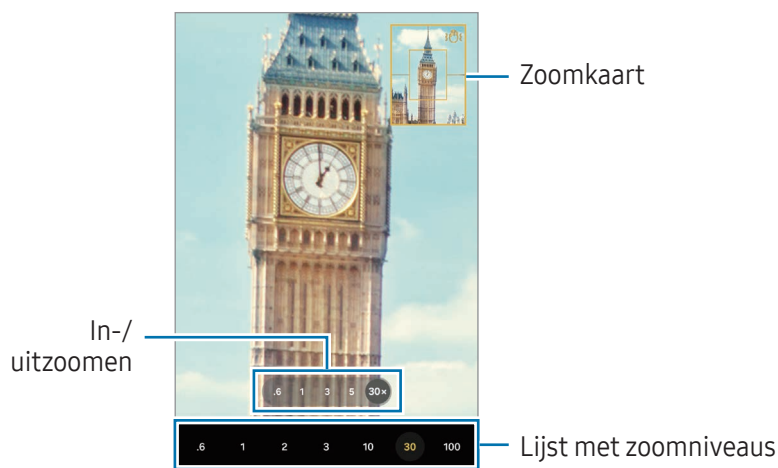 Zoomkaart
In-/
uitzoomen
.6 1 3 5 30×
.6 1 2 3 10 30 100
Lijst met zoomniveaus